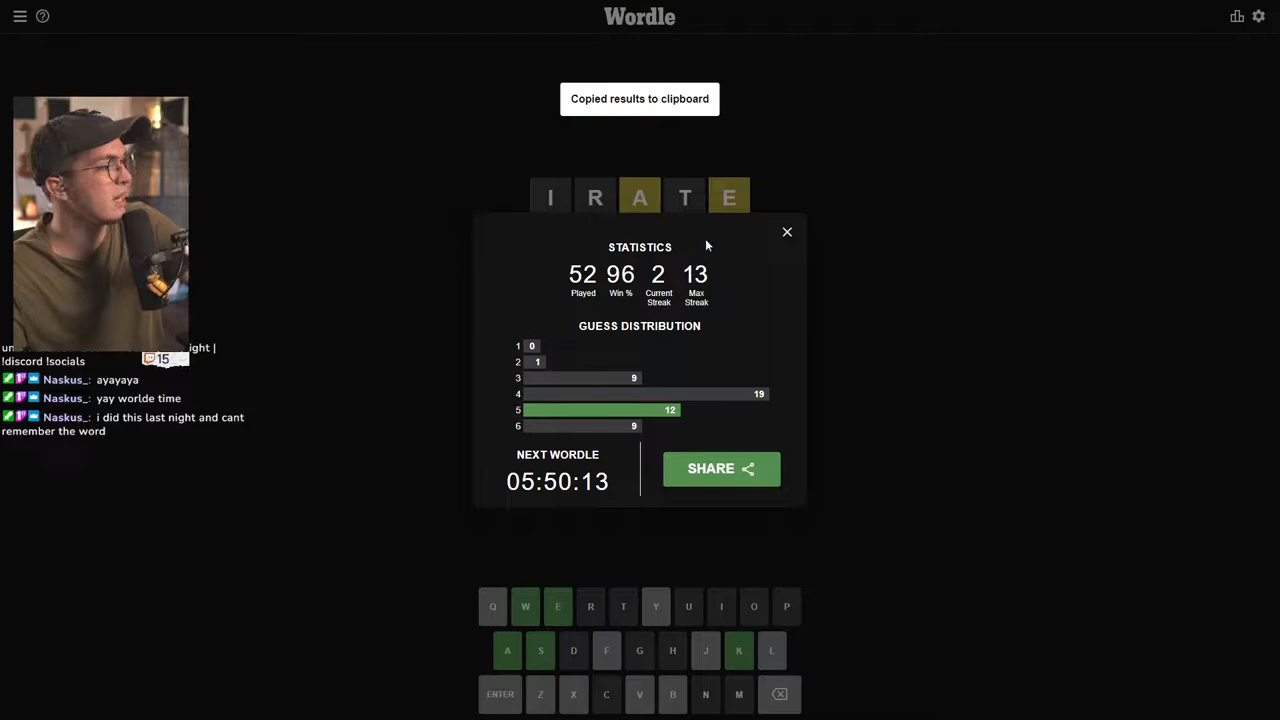 Wordle
Copied results to clipboard
I R A T E
STATISTICS
52 96 2 13
Played Win % Current Streak Max Streak
GUESS DISTRIBUTION
1 0
2 1
3 9
4 19
5 12
6 9
NEXT WORDLE
05:50:13
SHARE
ight |
!discord !socials
15
Naskus_: ayayaya
Naskus_: yay worlde time
Naskus_: i did this last night and cant
remember the word
Q W E R T Y U I O P
A S D F G H J K L
ENTER Z X C V B N M